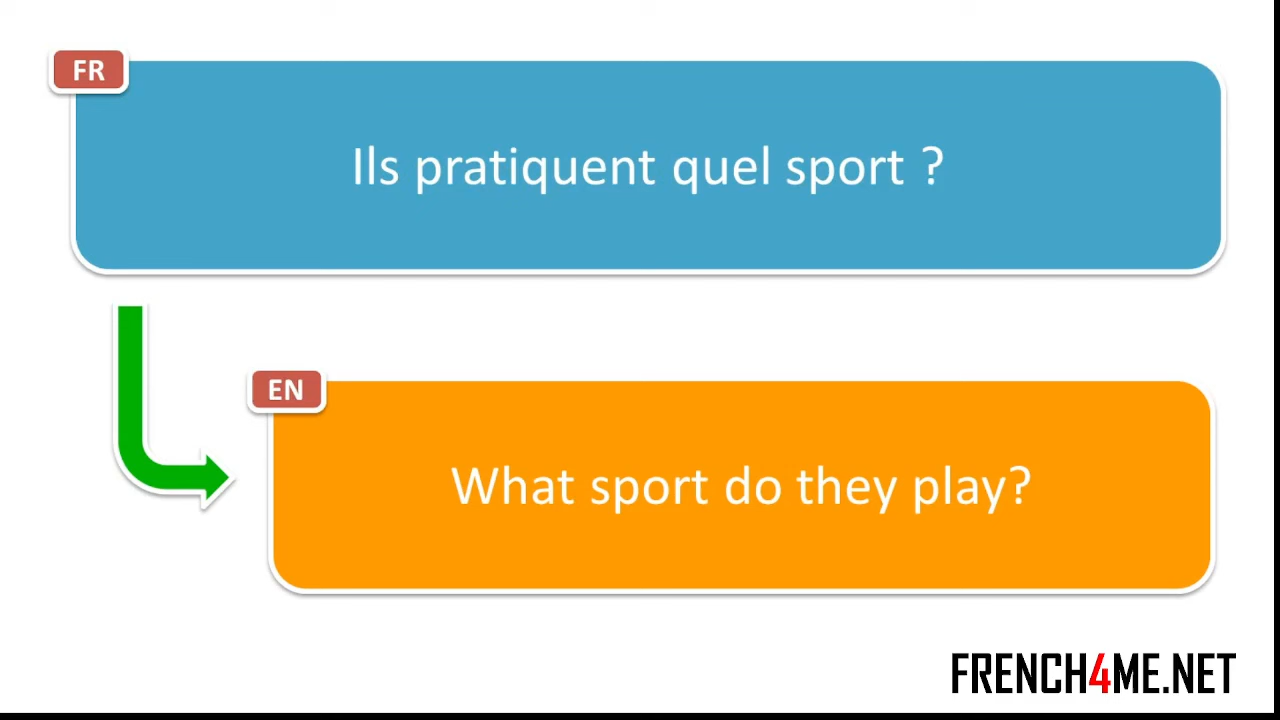 FR
Ils pratiquent quel sport ?
EN
What sport do they play?
FRENCH4ME.NET